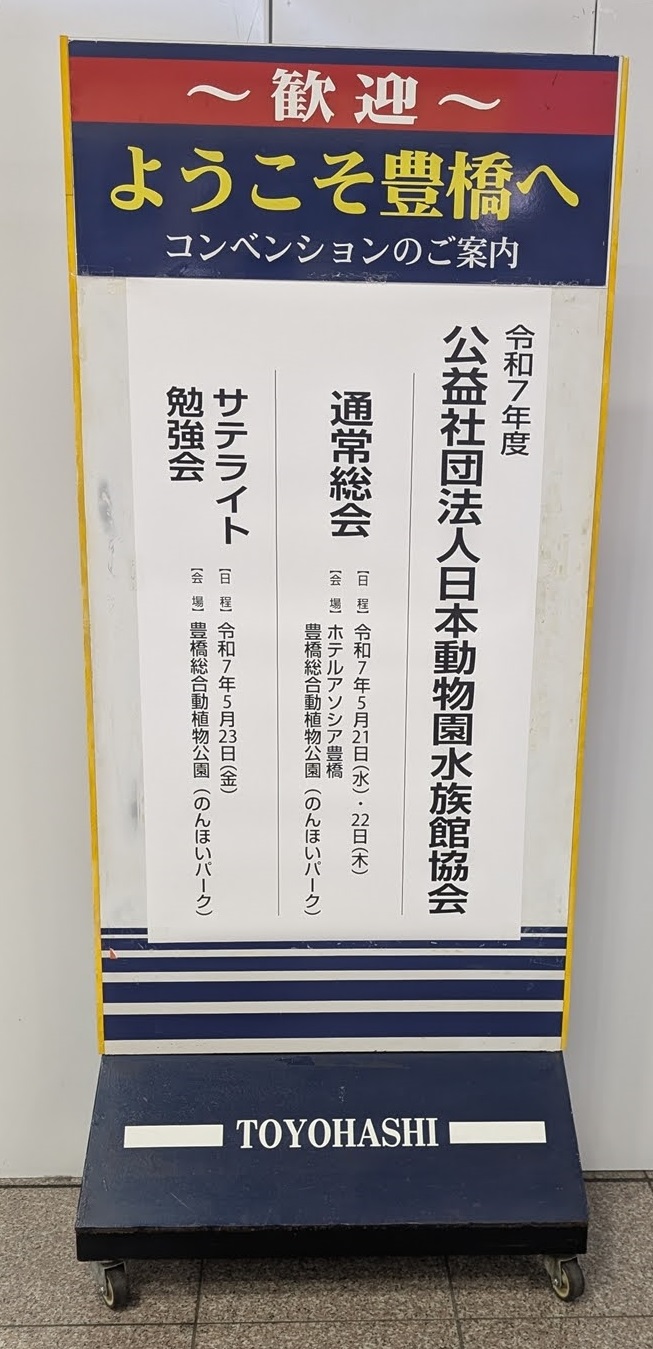 ～歓迎～
ようこそ豊橋へ
コンベンションのご案内
令和7年度
公益社団法人日本動物園水族館協会
通常総会
【日　程】令和7年5月21日（水）・22日（木）
【会　場】ホテルアソシア豊橋
豊橋総合動植物公園（のんほいパーク）
サテライト
勉強会
【日　程】令和7年5月23日（金）
【会　場】豊橋総合動植物公園（のんほいパーク）
TOYOHASHI